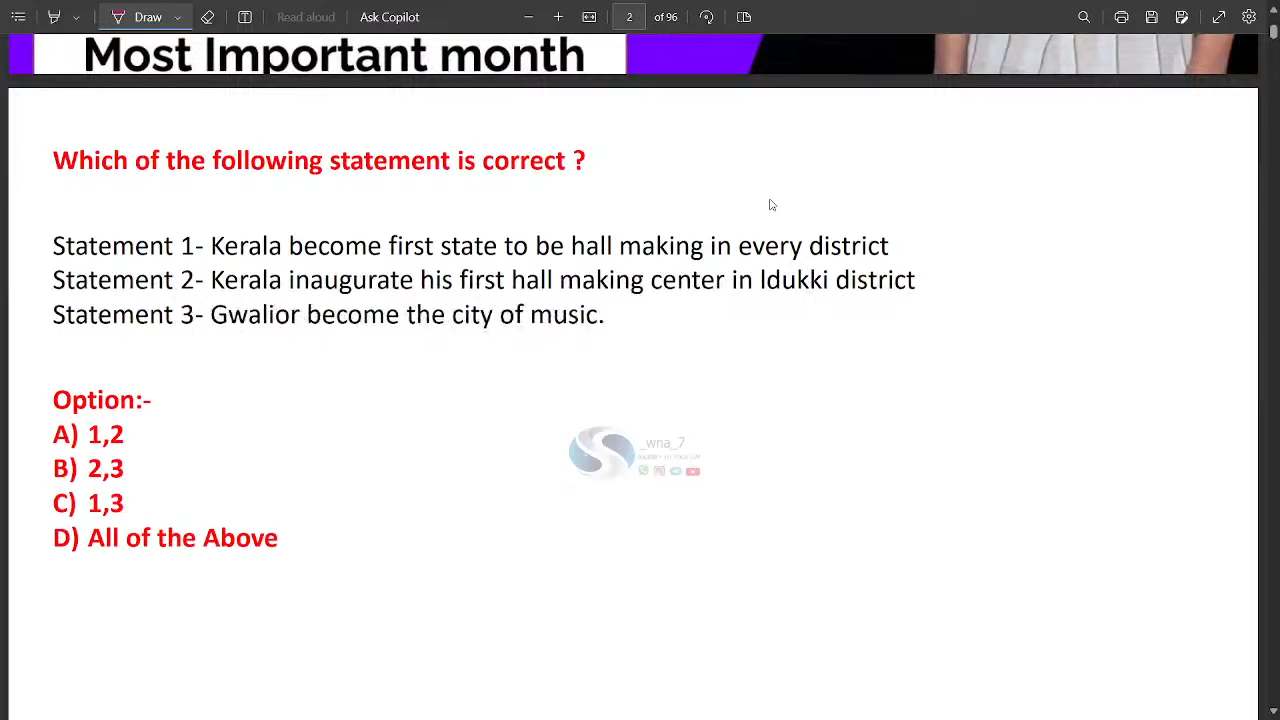 Draw
Read aloud
Ask Copilot
2 of 96
Most Important month
Which of the following statement is correct ?
Statement 1- Kerala become first state to be hall making in every district
Statement 2- Kerala inaugurate his first hall making center in ldukki district
Statement 3- Gwalior become the city of music.
Option:-
A) 1,2
B) 2,3
C) 1,3
D) All of the Above
_wna_7